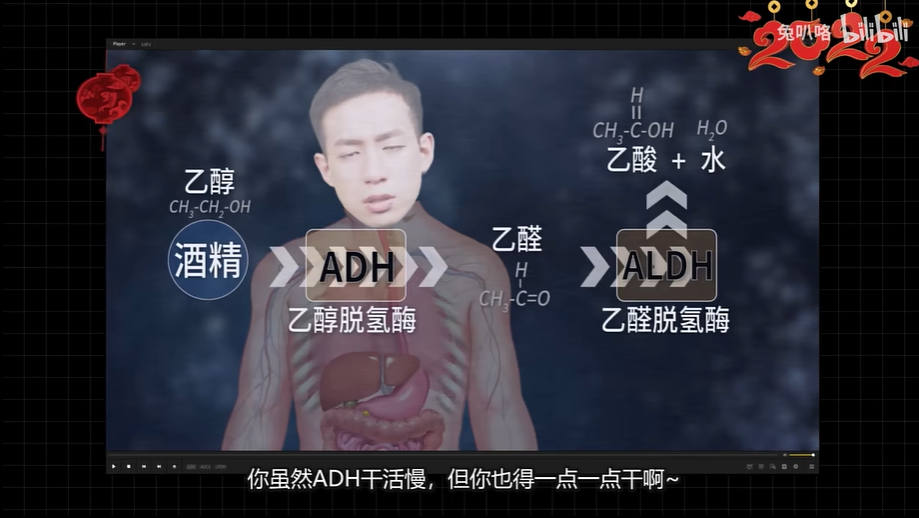 Player
兔叭咯 bilibili
2022
乙醇
CH3-CH2-OH
酒精
ADH
乙醇脱氢酶
乙醛
H
CH3-C=O
ALDH
乙醛脱氢酶
H
CH3-C-OH
H2O
乙酸 + 水
你虽然ADH干活慢，但你也得一点一点干啊~